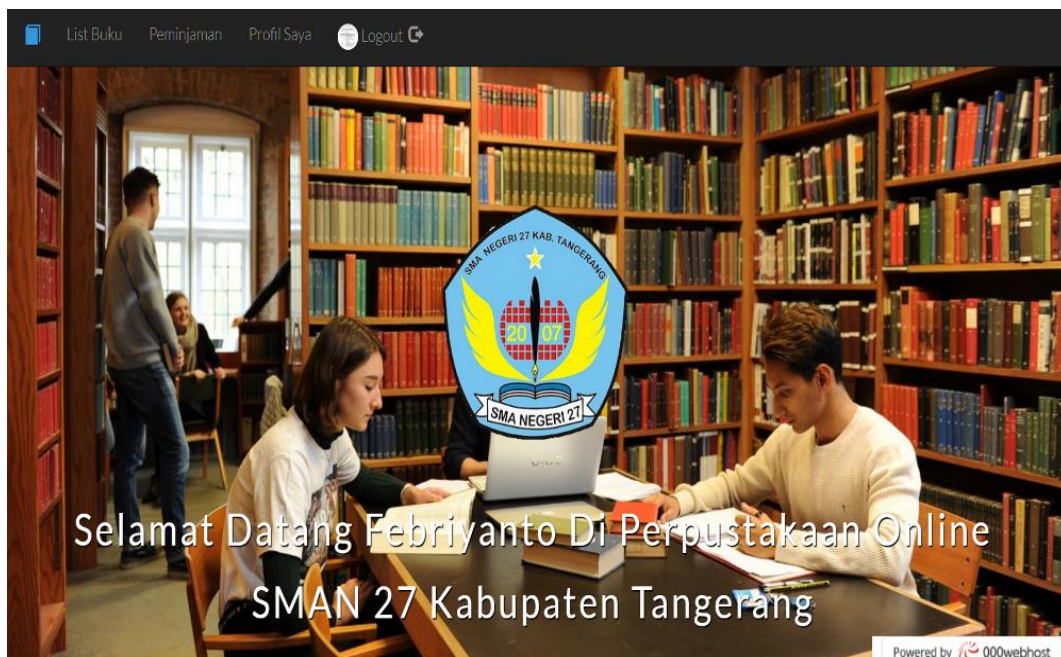 List Buku Peminjaman Profil Saya Logout
SMA NEGERI 27 KAB. TANGERANG
20 07
SMA NEGERI 27
VAIO
Selamat Datang Febriyanto Di Perpustakaan Online
SMAN 27 Kabupaten Tangerang
Powered by 000webhost